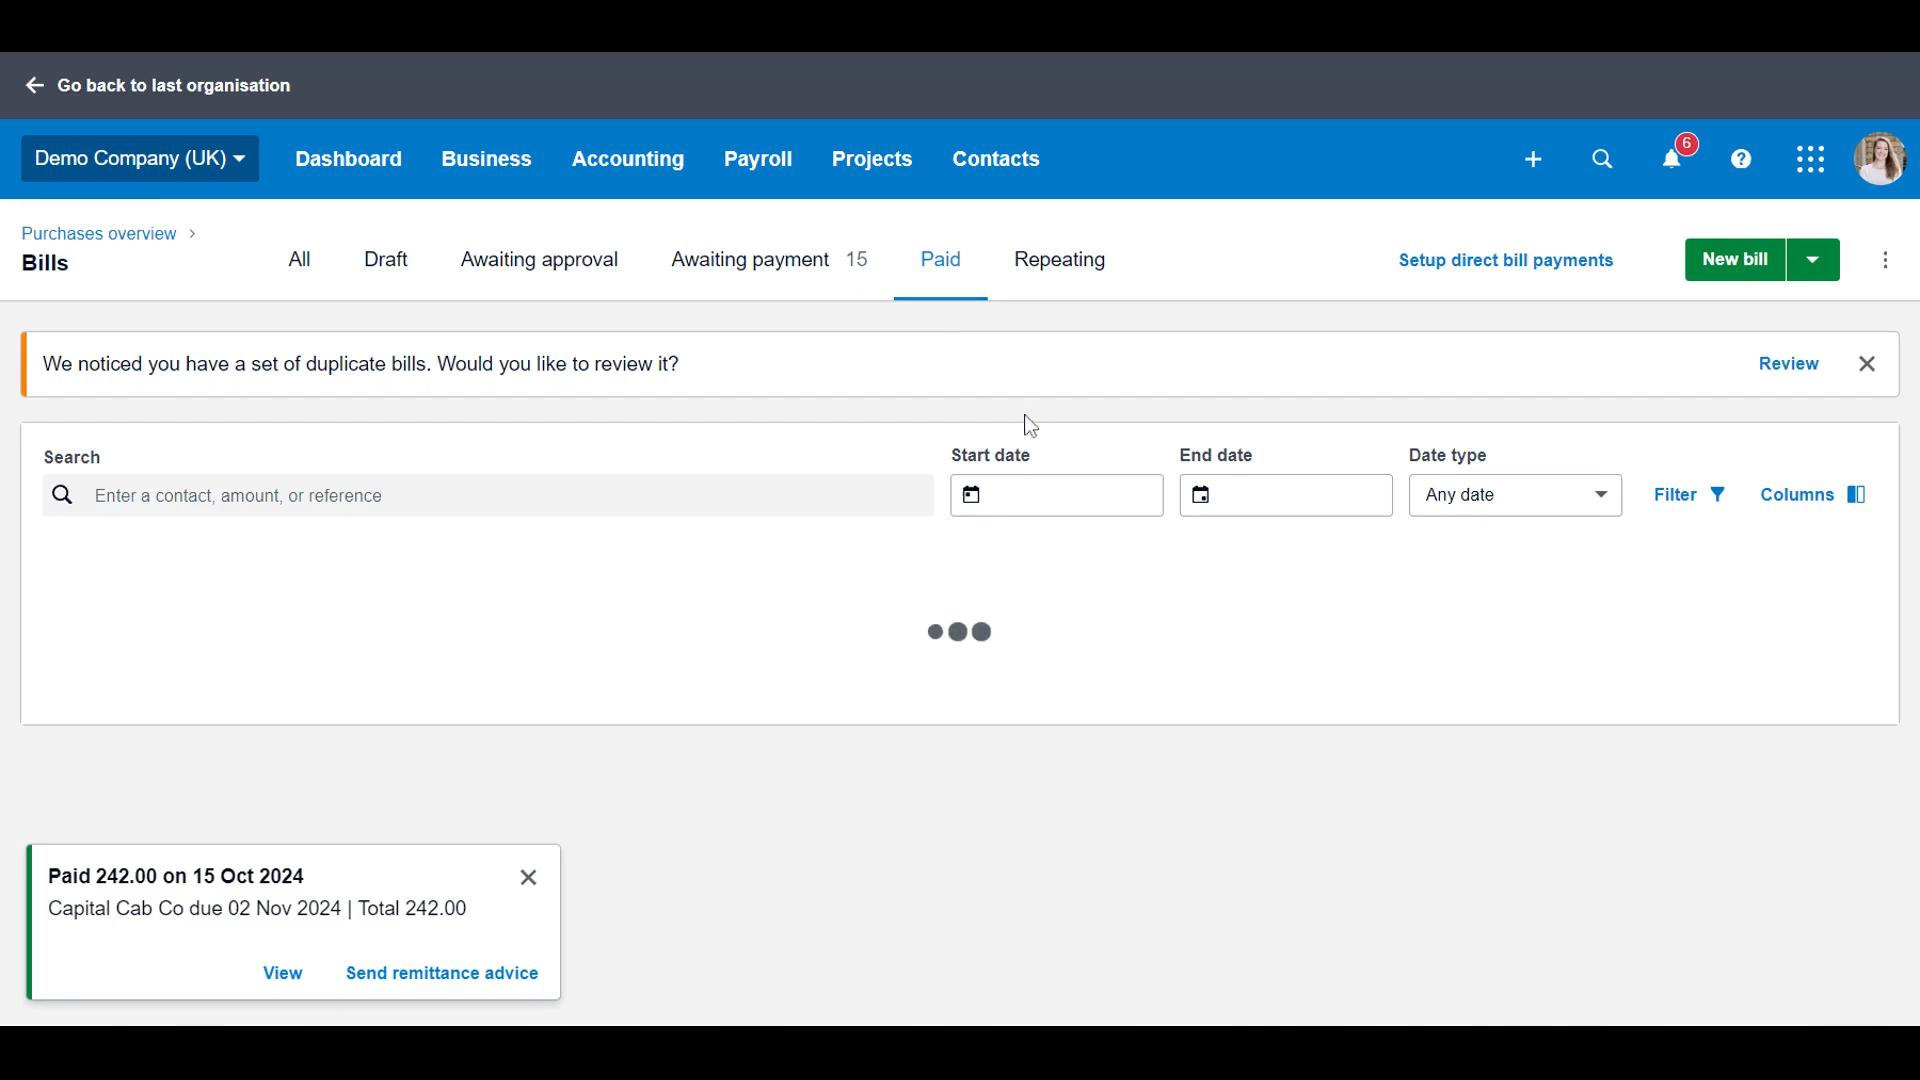 Go back to last organisation
Demo Company (UK) Dashboard Business Accounting Payroll Projects Contacts 6
Purchases overview
Bills
All Draft Awaiting approval Awaiting payment 15 Paid Repeating Setup direct bill payments New bill
We noticed you have a set of duplicate bills. Would you like to review it? Review
Search Start date End date Date type
Enter a contact, amount, or reference Any date Filter Columns
Paid 242.00 on 15 Oct 2024
Capital Cab Co due 02 Nov 2024 | Total 242.00
View Send remittance advice